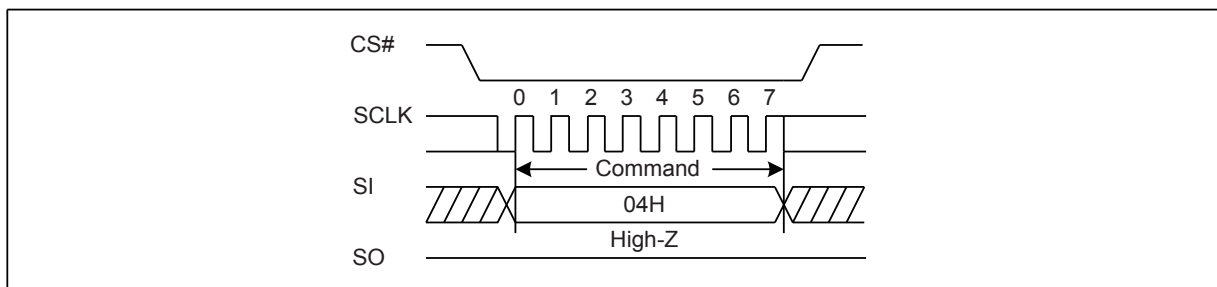 CS#
0 1 2 3 4 5 6 7
SCLK
Command
SI
04H
High-Z
SO